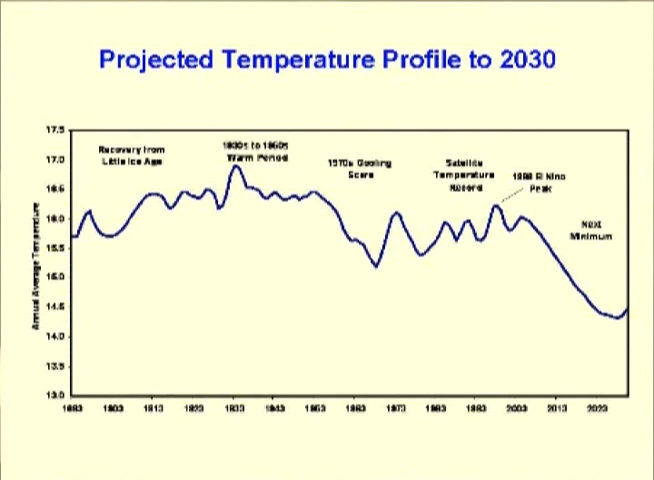 Projected Temperature Profile to 2030
17.5
17.0
16.5
16.0
15.5
15.0
14.5
14.0
13.5
13.0
Annual Average Temperature
Recovery from
Little Ice Age
1930s to 1950s
Warm Period
1970s Cooling
Scare
Satellite
Temperature
Record
1998 El Nino
Peak
Next
Minimum
1893
1903
1913
1923
1933
1943
1953
1963
1973
1983
1993
2003
2013
2023